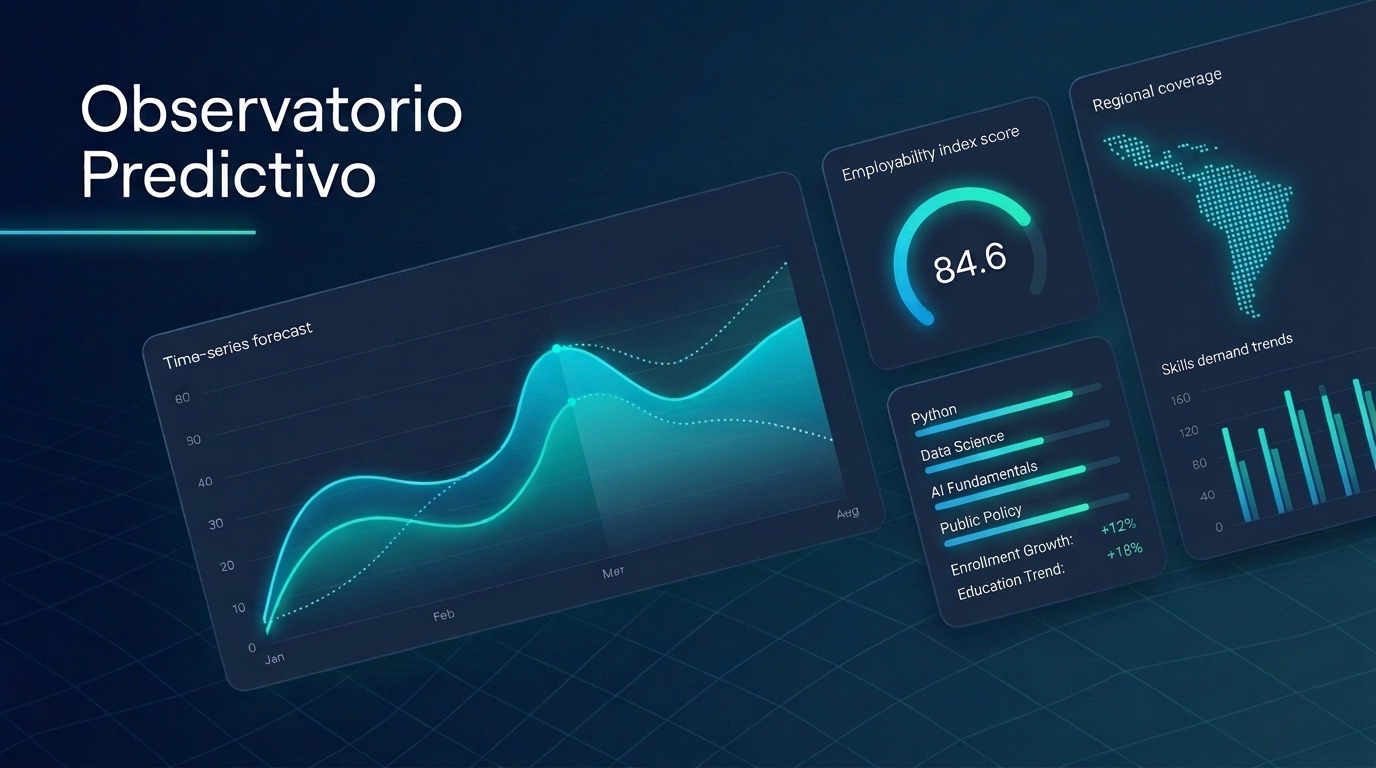 Observatorio
Predictivo
Time-series forecast
80
90
40
30
20
10
0
Jan
Feb
Mar
Aug
Employability index score
84.6
Python
Data Science
AI Fundamentals
Public Policy
Enrollment Growth: +12%
Education Trend: +18%
Regional coverage
Skills demand trends
160
120
80
40
0